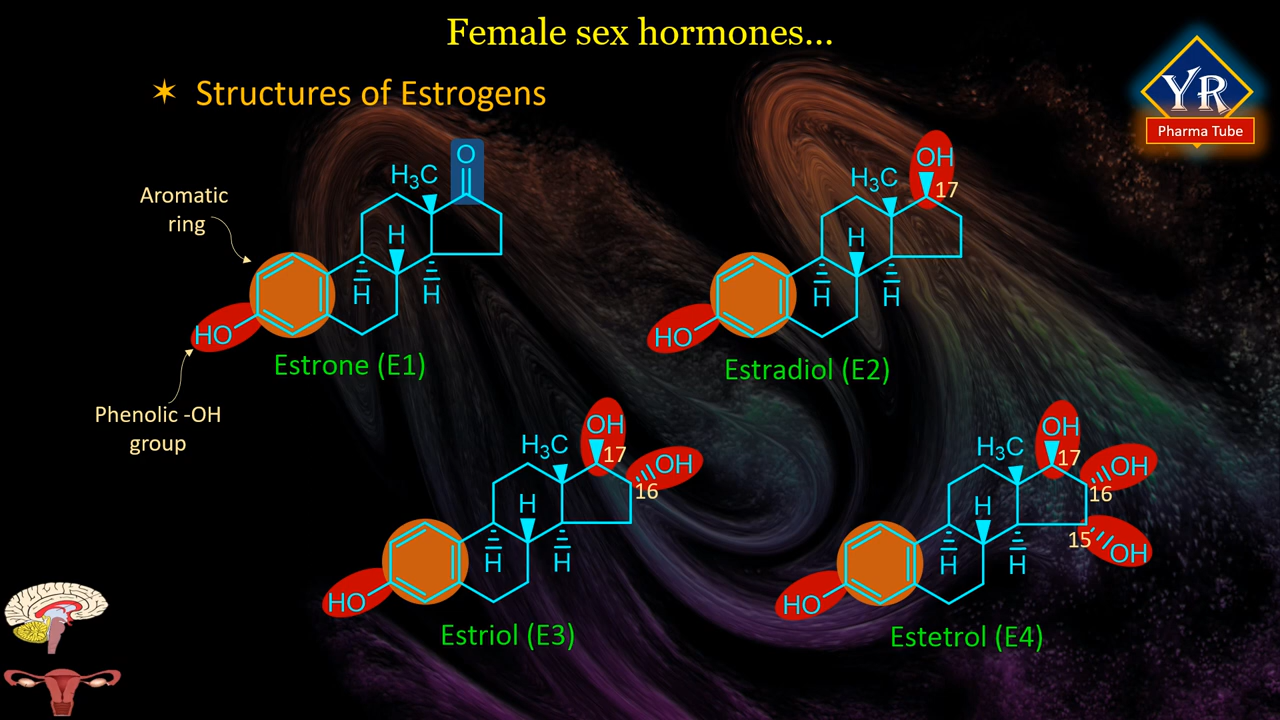 Female sex hormones...
✶ Structures of Estrogens
YR
Pharma Tube
Aromatic
ring
O
H₃C
H
H
H
HO
Estrone (E1)
Phenolic -OH
group
OH
17
H₃C
H
H
H
HO
Estradiol (E2)
OH
17
OH
16
H₃C
H
H
H
HO
Estriol (E3)
OH
17
OH
16
15
OH
H₃C
H
H
H
HO
Estetrol (E4)